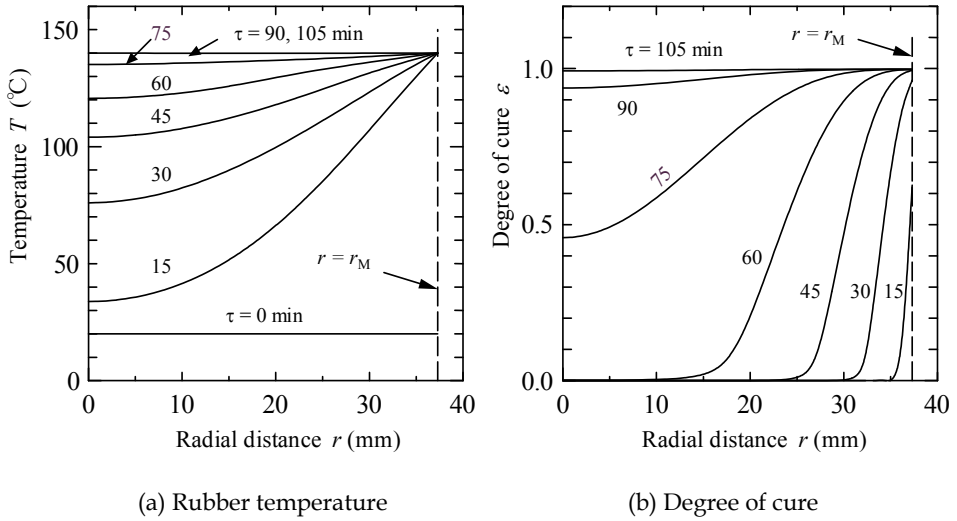 150
100
50
0
Temperature T (℃)
75
τ = 90, 105 min
60
45
30
15
r = r_M
τ = 0 min
0 10 20 30 40
Radial distance r (mm)
(a) Rubber temperature
1.0
0.5
0.0
Degree of cure ε
τ = 105 min
r = r_M
90
75
60
45
30
15
0 10 20 30 40
Radial distance r (mm)
(b) Degree of cure